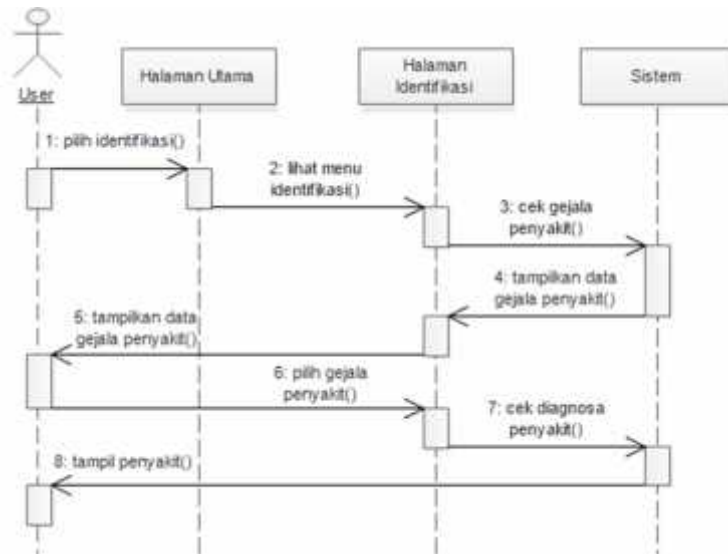 User
Halaman Utama
Halaman
Identifikasi
Sistem
1: pilih identifikasi()
2: lihat menu
identifikasi()
3: cek gejala
penyakit()
4: tampilkan data
gejala penyakit()
5: tampilkan data
gejala penyakit()
6: pilih gejala
penyakit()
7: cek diagnosa
penyakit()
8: tampil penyakit()